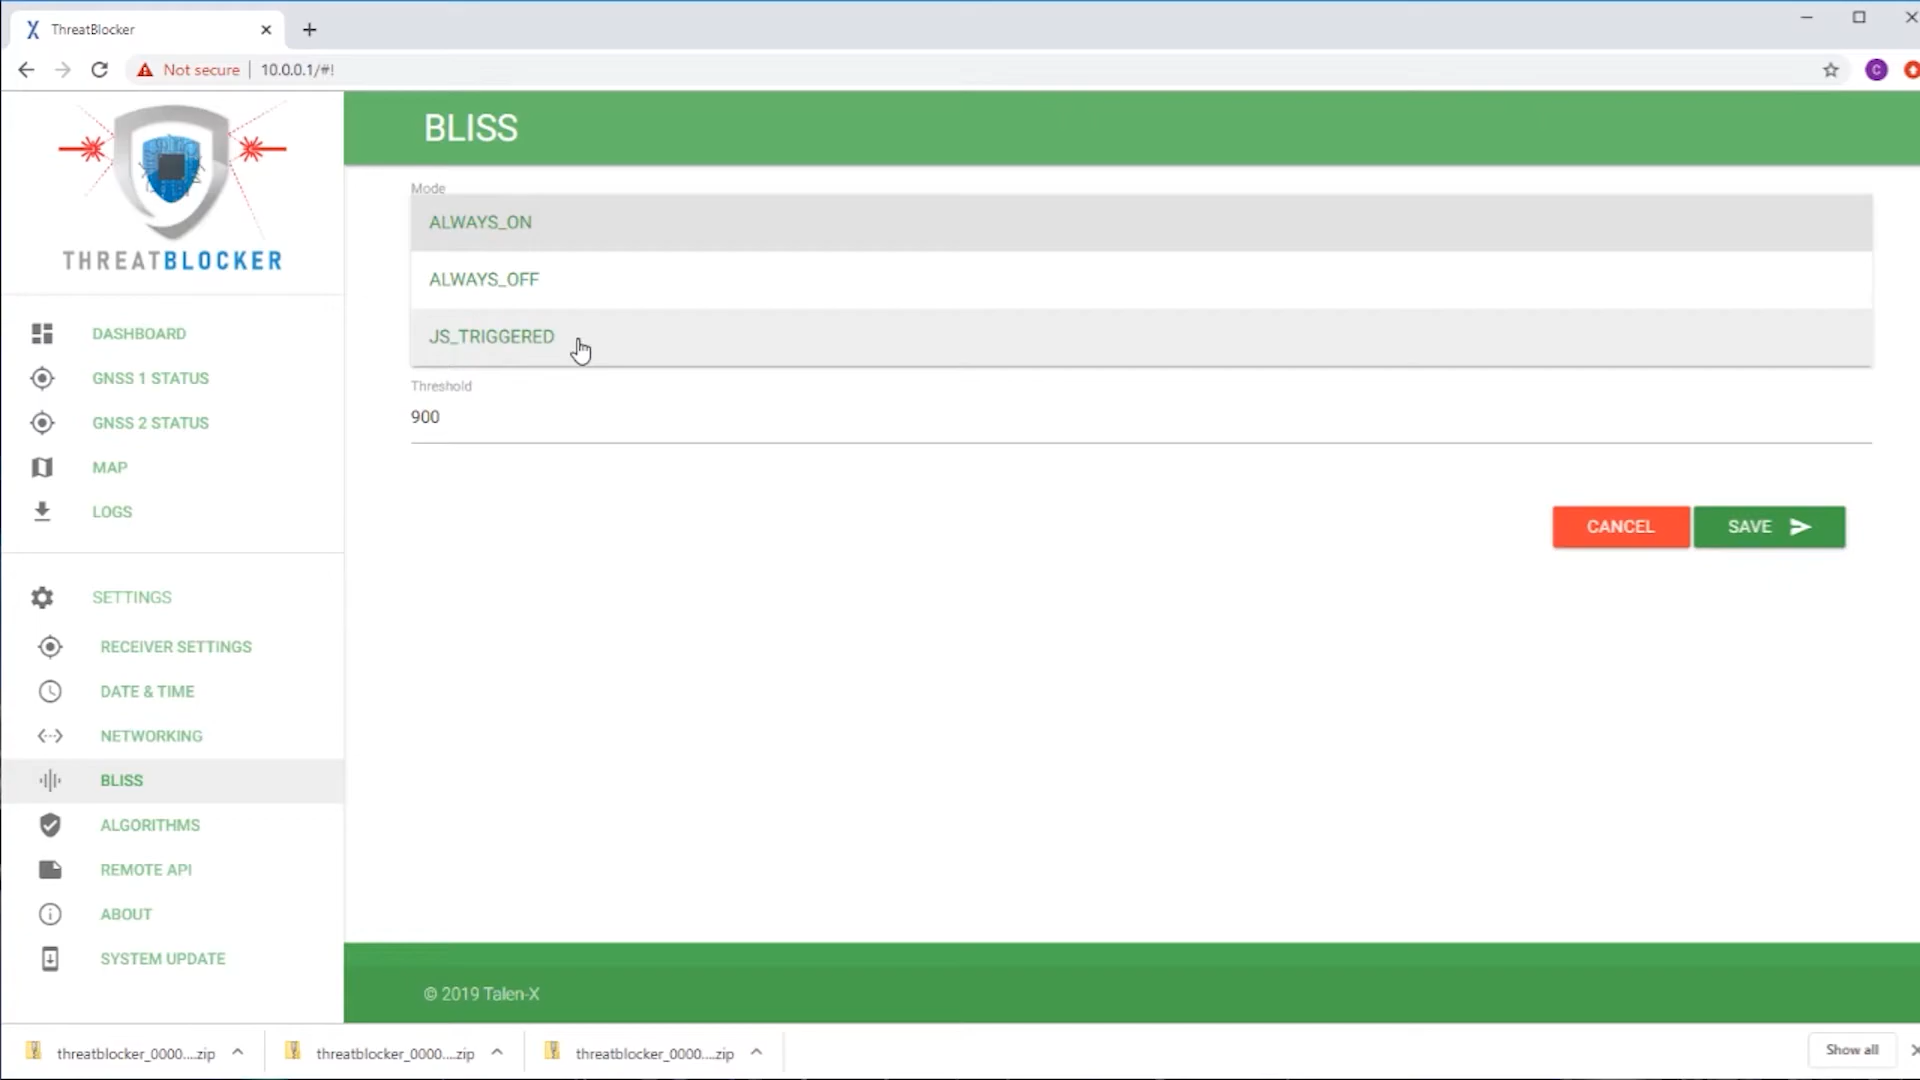 ThreatBlocker
Not secure
10.0.0.1/#!
C
THREATBLOCKER
DASHBOARD
GNSS 1 STATUS
GNSS 2 STATUS
MAP
LOGS
SETTINGS
RECEIVER SETTINGS
DATE & TIME
NETWORKING
BLISS
ALGORITHMS
REMOTE API
ABOUT
SYSTEM UPDATE
BLISS
Mode
ALWAYS_ON
ALWAYS_OFF
JS_TRIGGERED
Threshold
900
CANCEL
SAVE
© 2019 Talen-X
threatblocker_0000....zip
threatblocker_0000....zip
threatblocker_0000....zip
Show all